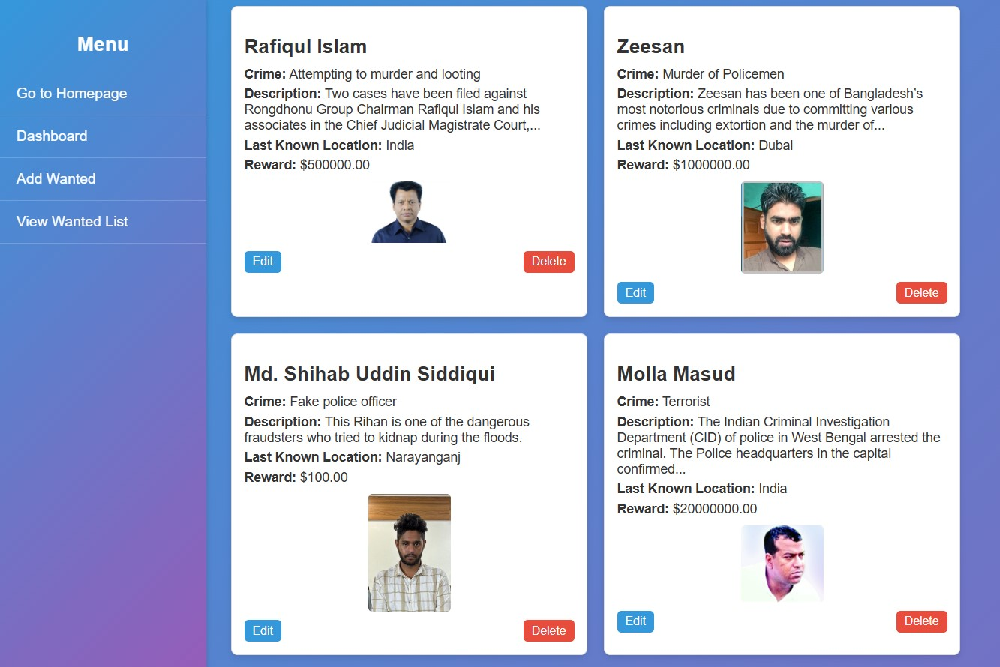 Menu
Go to Homepage
Dashboard
Add Wanted
View Wanted List
Rafiqul Islam
Crime: Attempting to murder and looting
Description: Two cases have been filed against
Rongdhonu Group Chairman Rafiqul Islam and his
associates in the Chief Judicial Magistrate Court,...
Last Known Location: India
Reward: $500000.00
Edit
Delete
Zeesan
Crime: Murder of Policemen
Description: Zeesan has been one of Bangladesh’s
most notorious criminals due to committing various
crimes including extortion and the murder of...
Last Known Location: Dubai
Reward: $1000000.00
Edit
Delete
Md. Shihab Uddin Siddiqui
Crime: Fake police officer
Description: This Rihan is one of the dangerous
fraudsters who tried to kidnap during the floods.
Last Known Location: Narayanganj
Reward: $100.00
Edit
Delete
Molla Masud
Crime: Terrorist
Description: The Indian Criminal Investigation
Department (CID) of police in West Bengal arrested the
criminal. The Police headquarters in the capital
confirmed...
Last Known Location: India
Reward: $20000000.00
Edit
Delete